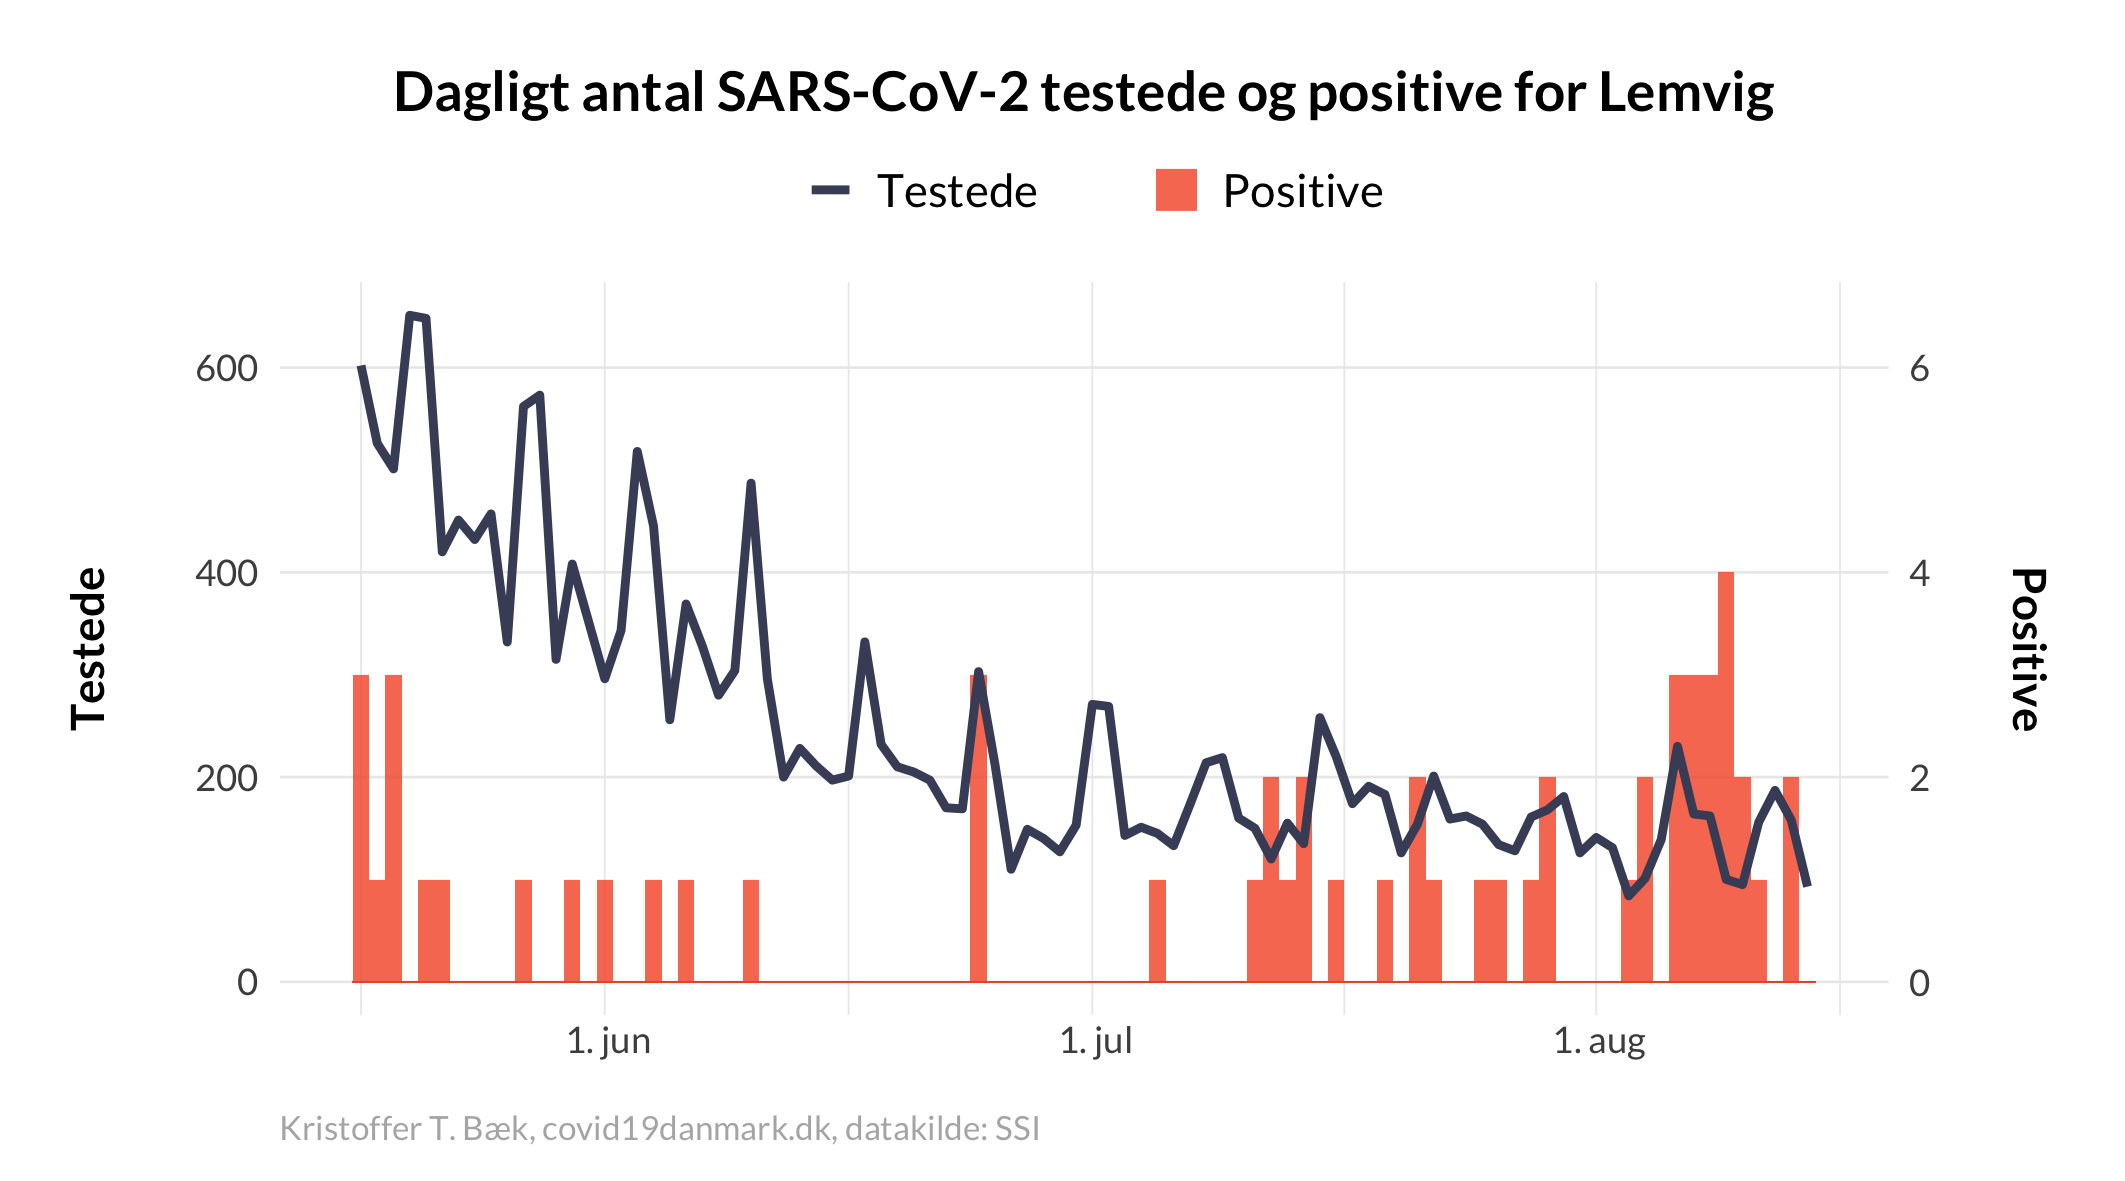 Dagligt antal SARS-CoV-2 testede og positive for Lemvig
Testede
Positive
Testede
600
400
200
0
6
4
2
0
Positive
1. jun
1. jul
1. aug
Kristoffer T. Bæk, covid19danmark.dk, datakilde: SSI